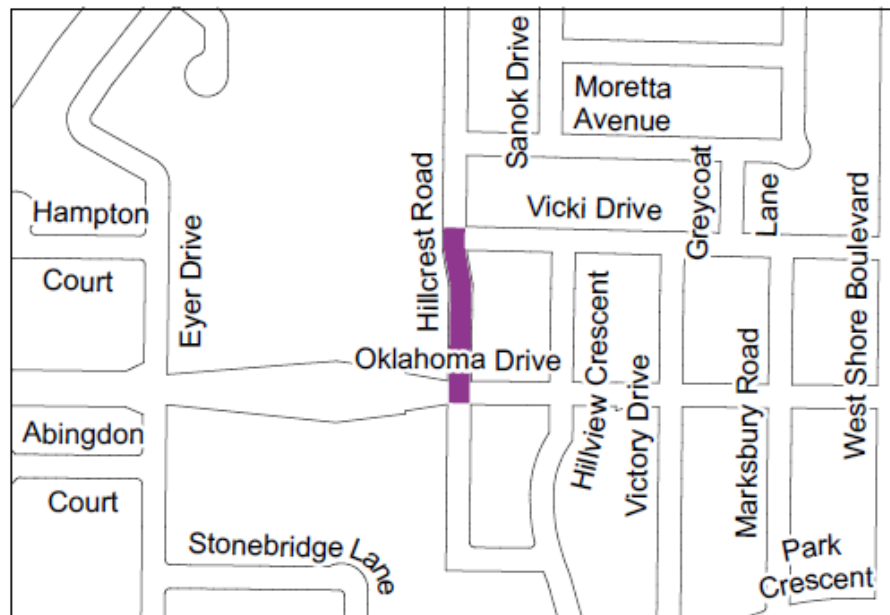 Sanok Drive
Moretta
Avenue
Hampton
Court
Eyer Drive
Hillcrest Road
Vicki Drive
Greycoat
Lane
West Shore Boulevard
Oklahoma Drive
Hillview Crescent
Victory Drive
Marksbury Road
Abingdon
Court
Stonebridge Lane
Park
Crescent